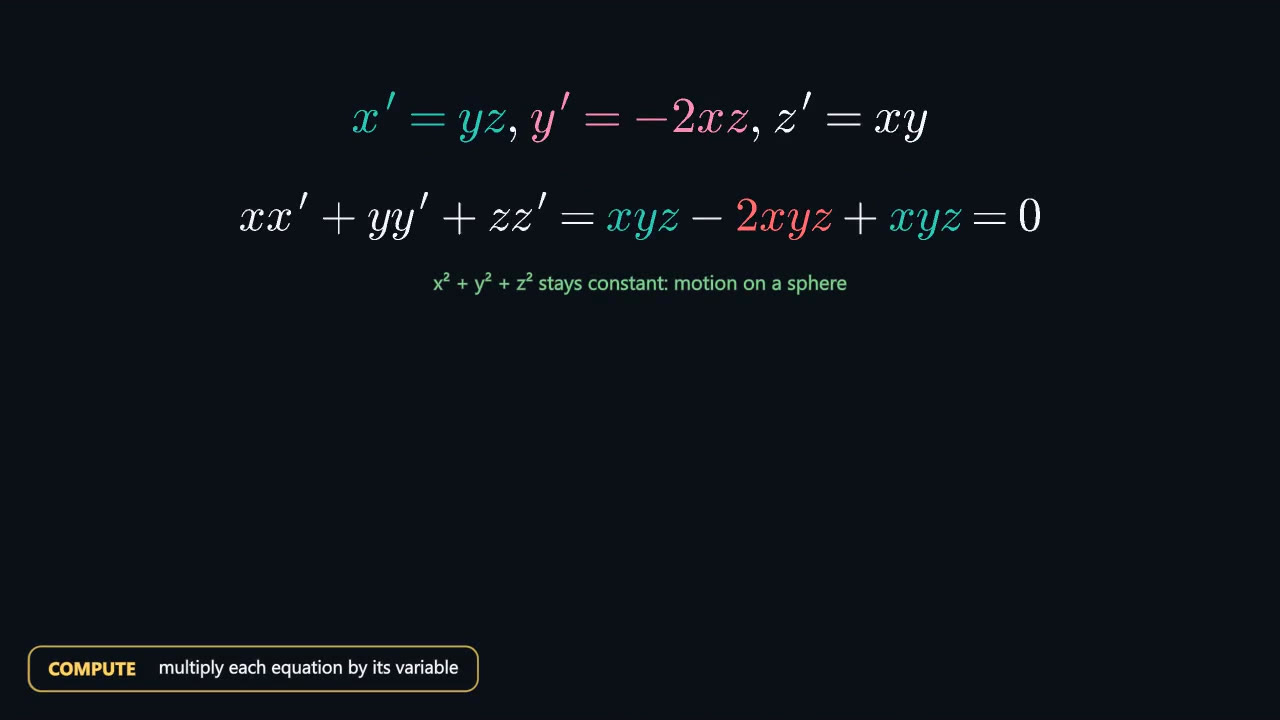 x′ = yz, y′ = −2xz, z′ = xy
xx′ + yy′ + zz′ = xyz − 2xyz + xyz = 0
x² + y² + z² stays constant: motion on a sphere
COMPUTE multiply each equation by its variable